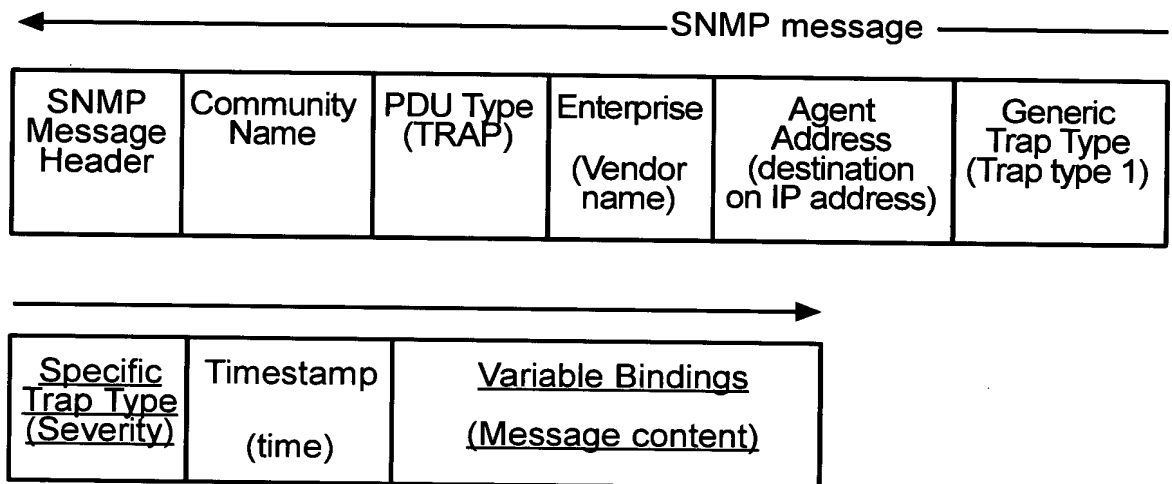 SNMP message
SNMP
Message
Header
Community
Name
PDU Type
(TRAP)
Enterprise
(Vendor
name)
Agent
Address
(destination
on IP address)
Generic
Trap Type
(Trap type 1)
Specific
Trap Type
(Severity)
Timestamp
(time)
Variable Bindings
(Message content)